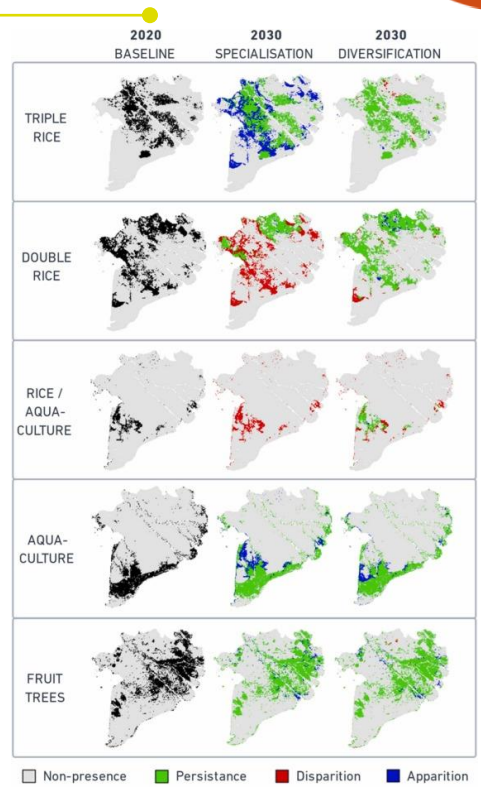 2020
BASELINE
2030
SPECIALISATION
2030
DIVERSIFICATION
TRIPLE
RICE
DOUBLE
RICE
RICE /
AQUA-
CULTURE
AQUA-
CULTURE
FRUIT
TREES
Non-presence
Persistance
Disparition
Apparition